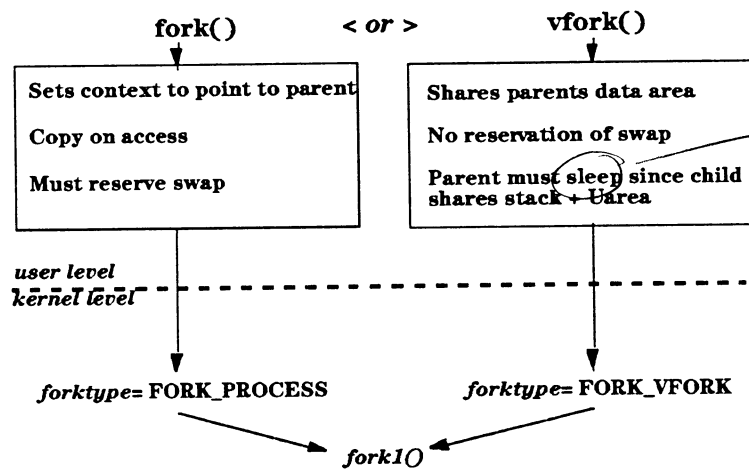 fork() < or > vfork()
Sets context to point to parent
Copy on access
Must reserve swap
Shares parents data area
No reservation of swap
Parent must sleep since child
shares stack + Uarea
user level
kernel level
forktype= FORK_PROCESS
forktype= FORK_VFORK
fork1()